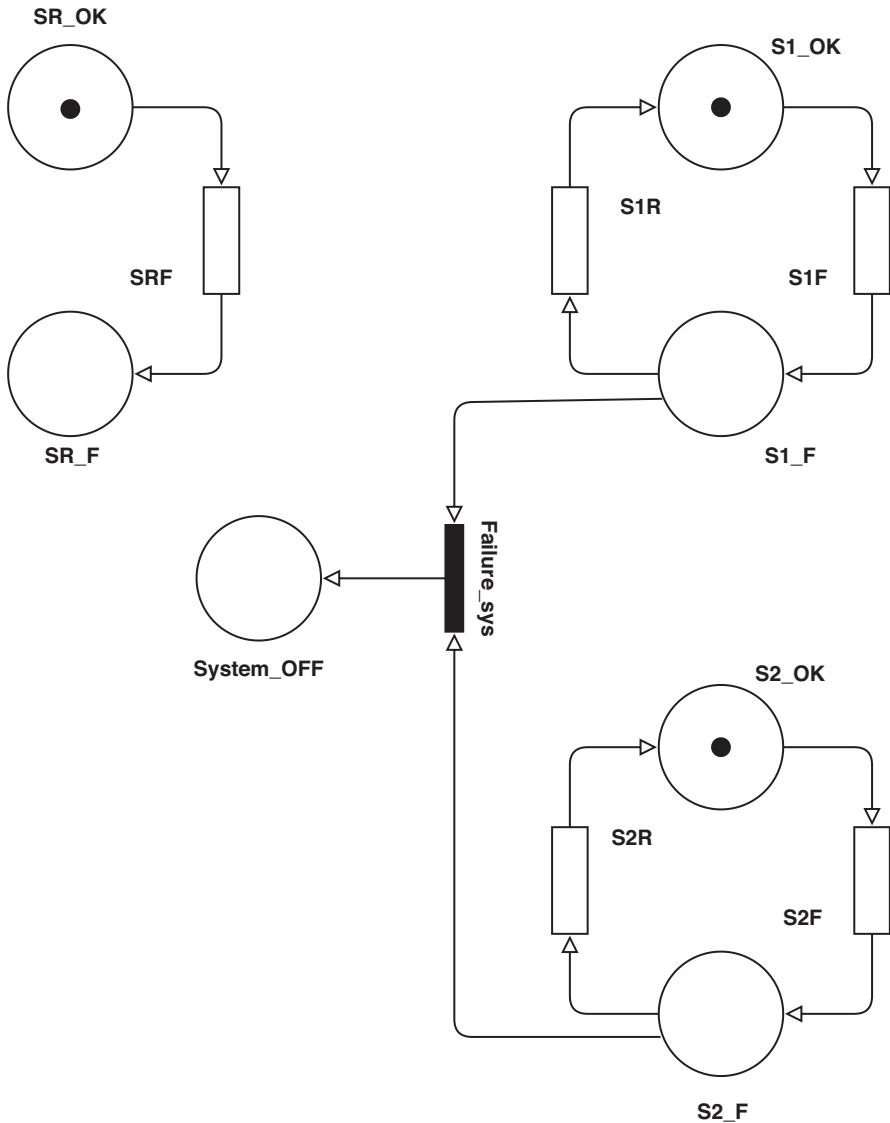 SR_OK
S1_OK
S1R
SRF
S1F
SR_F
S1_F
Failure_sys
System_OFF
S2_OK
S2R
S2F
S2_F